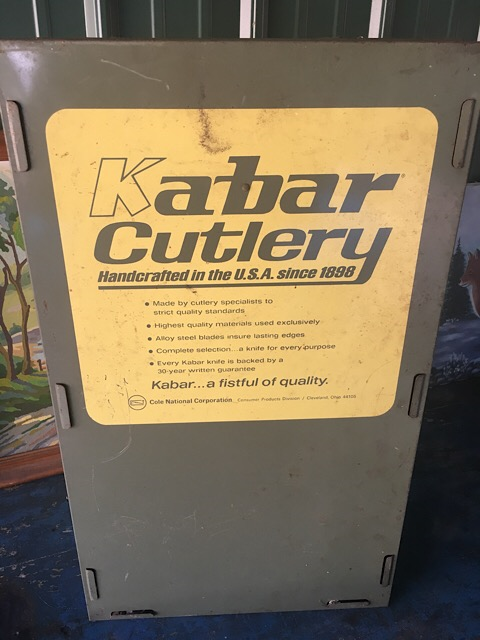 Kabar®
Cutlery
Handcrafted in the U.S.A. since 1898
• Made by cutlery specialists to
strict quality standards
• Highest quality materials used exclusively
• Alloy steel blades insure lasting edges
• Complete selection...a knife for every purpose
• Every Kabar knife is backed by a
30-year written guarantee
Kabar...a fistful of quality.
Cole National Corporation Consumer Products Division / Cleveland, Ohio